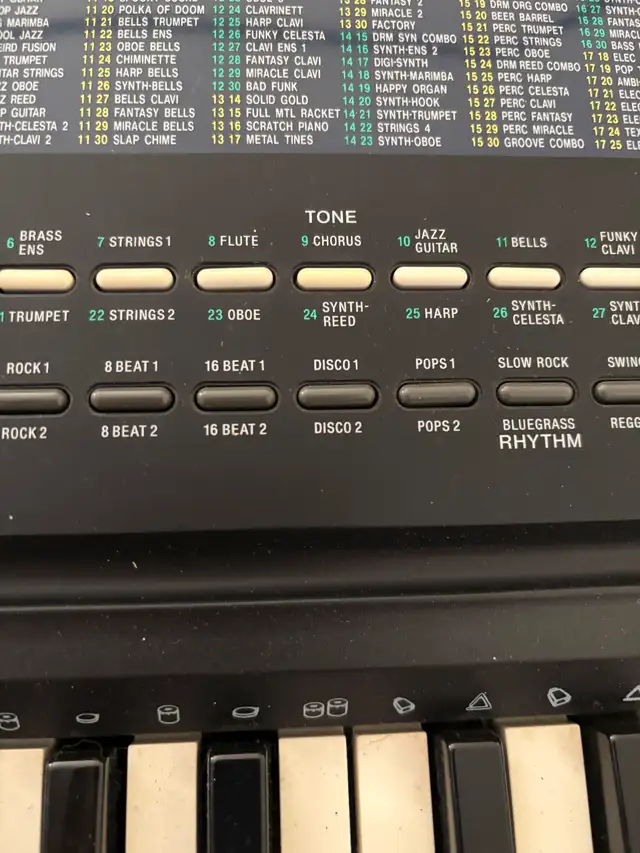 11 20 POLKA OF DOOM 12 24 CLARINETT 13 29 MIRACLE 2 15 20 BEER BARREL
11 21 BELLS TRUMPET 12 25 HARP CLAVI 13 30 FACTORY 15 21 PERC TRUMPET
11 22 BELLS ENS 12 26 FUNKY CELESTA 14 15 DRM SYN COMBO 15 22 PERC STRINGS
11 23 OBOE BELLS 12 27 CLAVI ENS 1 14 16 SYNTH-ENS 2 15 23 PERC OBOE
11 24 CHIMINETTE 12 28 FANTASY CLAVI 14 17 DIGI-SYNTH 15 24 DRM REED COMBO
11 25 HARP BELLS 12 29 MIRACLE CLAVI 14 18 SYNTH-MARIMBA 15 25 PERC HARP
11 26 SYNTH-BELLS 12 30 BAD FUNK 14 19 HAPPY ORGAN 15 26 PERC CELESTA
11 27 BELLS CLAVI 13 14 SOLID GOLD 14 20 SYNTH-HOOK 15 27 PERC CLAVI
11 28 FANTASY BELLS 13 15 FULL MTL RACKET 14 21 SYNTH-TRUMPET 15 28 PERC FANTASY
11 29 MIRACLE BELLS 13 16 SCRATCH PIANO 14 22 STRINGS 4 15 29 PERC MIRACLE
11 30 SLAP CHIME 13 17 METAL TINES 14 23 SYNTH-OBOE 15 30 GROOVE COMBO
TONE
6 BRASS ENS 7 STRINGS 1 8 FLUTE 9 CHORUS 10 JAZZ GUITAR 11 BELLS 12 FUNKY CLAVI
TRUMPET 22 STRINGS 2 23 OBOE 24 SYNTH-REED 25 HARP 26 SYNTH-CELESTA 27
ROCK 1 8 BEAT 1 16 BEAT 1 DISCO 1 POPS 1 SLOW ROCK
ROCK 2 8 BEAT 2 16 BEAT 2 DISCO 2 POPS 2 BLUEGRASS
RHYTHM